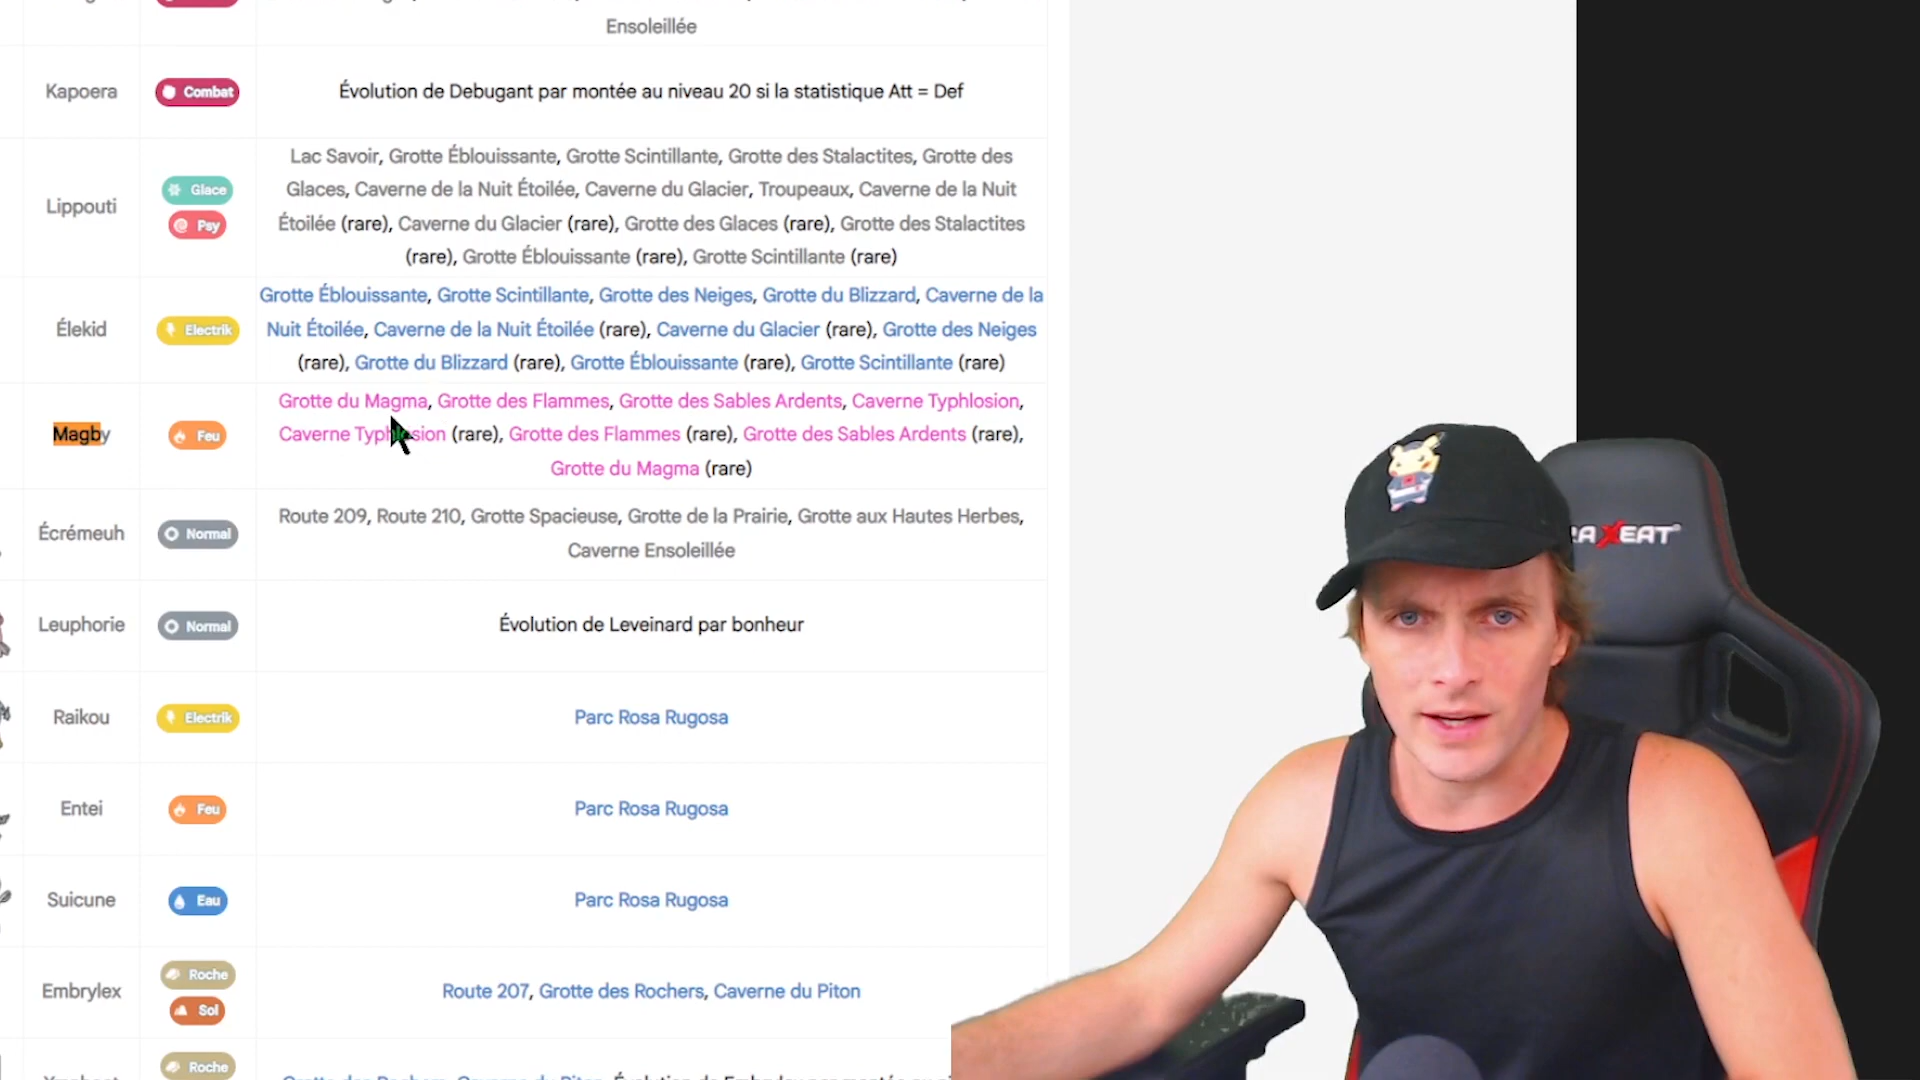 Ensoleillée
Kapoera
Combat
Évolution de Debugant par montée au niveau 20 si la statistique Att = Def
Lippouti
Glace
Psy
Lac Savoir, Grotte Éblouissante, Grotte Scintillante, Grotte des Stalactites, Grotte des
Glaces, Caverne de la Nuit Étoilée, Caverne du Glacier, Troupeaux, Caverne de la Nuit
Étoilée (rare), Caverne du Glacier (rare), Grotte des Glaces (rare), Grotte des Stalactites
(rare), Grotte Éblouissante (rare), Grotte Scintillante (rare)
Élekid
Electrik
Grotte Éblouissante, Grotte Scintillante, Grotte des Neiges, Grotte du Blizzard, Caverne de la
Nuit Étoilée, Caverne de la Nuit Étoilée (rare), Caverne du Glacier (rare), Grotte des Neiges
(rare), Grotte du Blizzard (rare), Grotte Éblouissante (rare), Grotte Scintillante (rare)
Magby
Feu
Grotte du Magma, Grotte des Flammes, Grotte des Sables Ardents, Caverne Typhlosion,
Caverne Typhlosion (rare), Grotte des Flammes (rare), Grotte des Sables Ardents (rare),
Grotte du Magma (rare)
Écrémeuh
Normal
Route 209, Route 210, Grotte Spacieuse, Grotte de la Prairie, Grotte aux Hautes Herbes,
Caverne Ensoleillée
Leuphorie
Normal
Évolution de Leveinard par bonheur
Raikou
Electrik
Parc Rosa Rugosa
Entei
Feu
Parc Rosa Rugosa
Suicune
Eau
Parc Rosa Rugosa
Embrylex
Roche
Sol
Route 207, Grotte des Rochers, Caverne du Piton
Roche